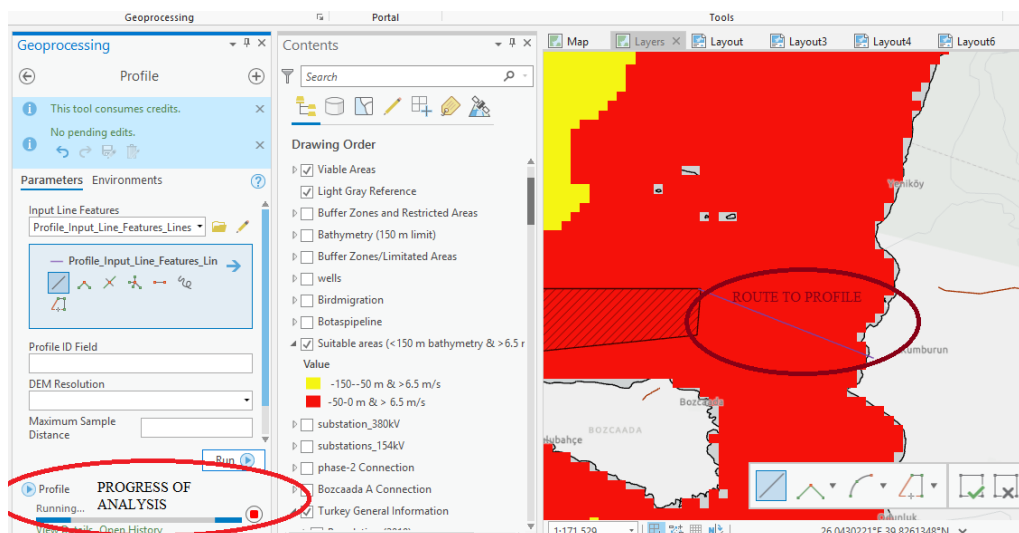 Geoprocessing
Portal
Tools
Geoprocessing
Profile
This tool consumes credits.
No pending edits.
Parameters Environments
Input Line Features
Profile_Input_Line_Features_Lines
Profile_Input_Line_Features_Lin
Profile ID Field
DEM Resolution
Maximum Sample
Distance
Run
Profile
PROGRESS OF
ANALYSIS
Running...
View Details Open History
Contents
Search
Drawing Order
Viable Areas
Light Gray Reference
Buffer Zones and Restricted Areas
Bathymetry (150 m limit)
Buffer Zones/Limitated Areas
wells
Birdmigration
Botaspipeline
Suitable areas (<150 m bathymetry & >6.5 r
Value
-150--50 m & >6.5 m/s
-50-0 m & > 6.5 m/s
substation_380kV
substations_154kV
phase-2 Connection
Bozcaada A Connection
Turkey General Information
Map
Layers
Layout
Layout3
Layout4
Layout6
Yeniköy
ROUTE TO PROFILE
Kumburun
Bozcaada
BOZCAADA
1:171.529
26,0430221°E 39,8261348°N